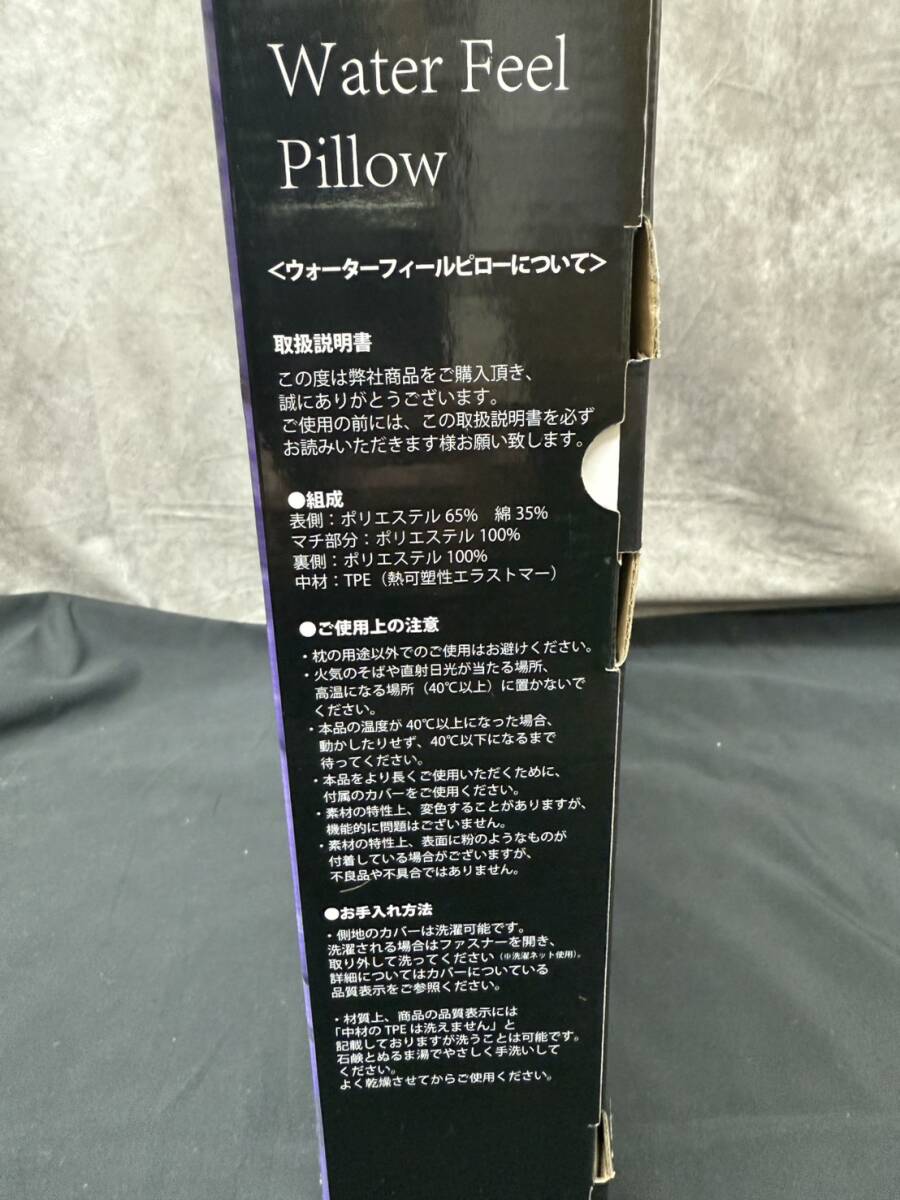 Water Feel
Pillow
<ウォーターフィールピローについて>
取扱説明書
この度は弊社商品をご購入頂き、
誠にありがとうございます。
ご使用の前には、この取扱説明書を必ず
お読みいただきます様お願い致します。
●組成
表側:ポリエステル 65% 綿 35%
マチ部分:ポリエステル 100%
裏側:ポリエステル 100%
中材:TPE(熱可塑性エラストマー)
●ご使用上の注意
・枕の用途以外でのご使用はお避けください。
・火気のそばや直射日光が当たる場所、
高温になる場所(40℃以上)に置かないで
ください。
・本品の温度が 40℃以上になった場合、
動かしたりせず、40℃以下になるまで
待ってください。
・本品をより長くご使用いただくために、
付属のカバーをご使用ください。
・素材の特性上、変色することがありますが、
機能的に問題はございません。
・素材の特性上、表面に粉のようなものが
付着している場合がございますが、
不良品や不具合ではありません。
●お手入れ方法
・側地のカバーは洗濯可能です。
洗濯される場合はファスナーを開き、
取り外して洗ってください(※洗濯ネット使用)。
詳細についてはカバーについている
品質表示をご参照ください。
・材質上、商品の品質表示には
「中材の TPE は洗えません」と
記載しておりますが洗うことは可能です。
石鹸とぬるま湯でやさしく手洗いして
ください。
よく乾燥させてからご使用ください。